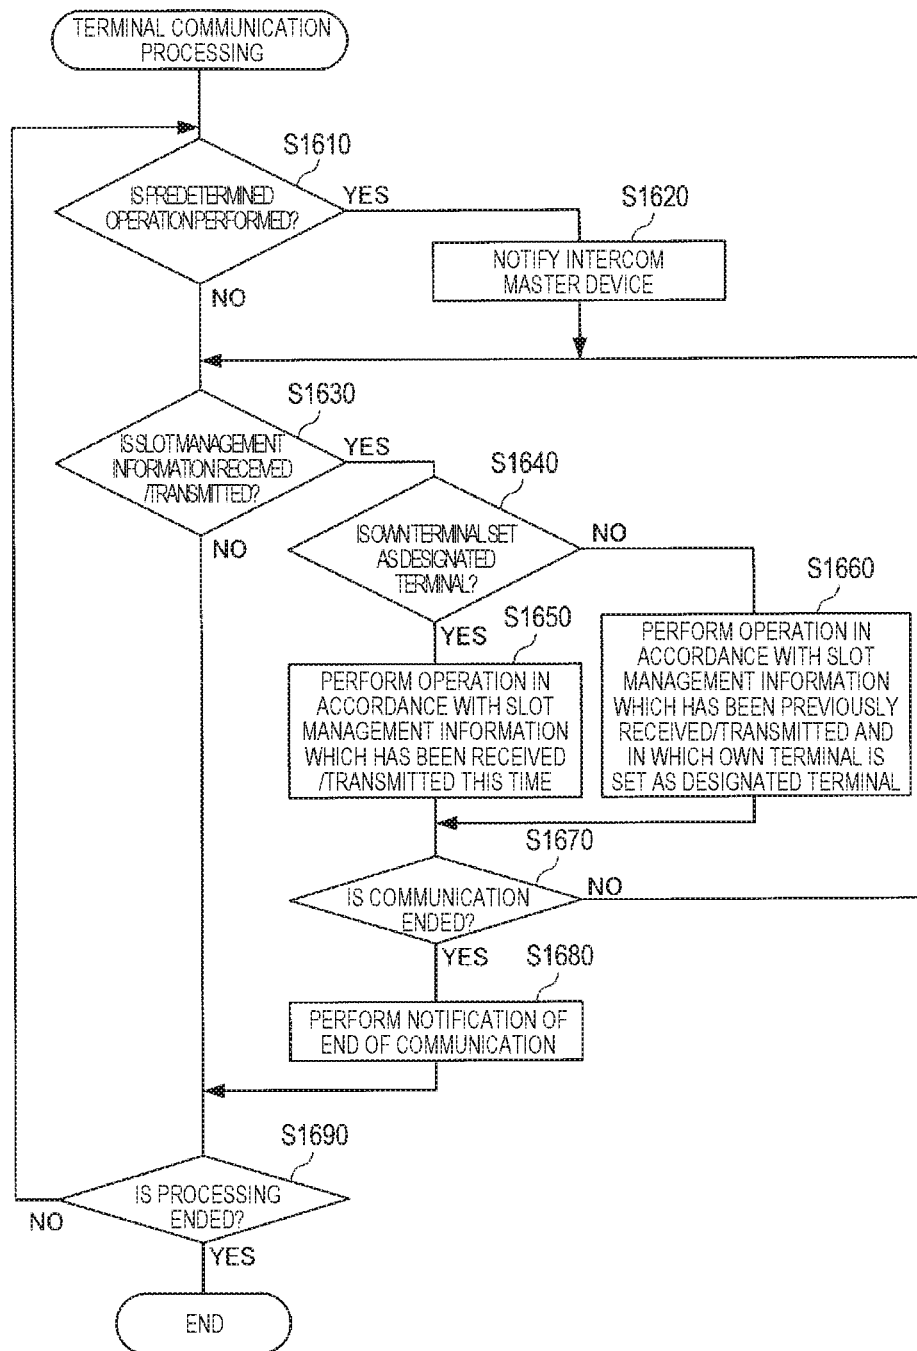 TERMINAL COMMUNICATION
PROCESSING
S1610
IS PREDETERMINED
OPERATION PERFORMED?
YES
NO
S1620
NOTIFY INTERCOM
MASTER DEVICE
S1630
IS SLOT MANAGEMENT
INFORMATION RECEIVED
/TRANSMITTED?
YES
NO
S1640
IS OWN TERMINAL SET
AS DESIGNATED
TERMINAL?
NO
YES
S1650
PERFORM OPERATION IN
ACCORDANCE WITH SLOT
MANAGEMENT INFORMATION
WHICH HAS BEEN RECEIVED
/TRANSMITTED THIS TIME
S1660
PERFORM OPERATION IN
ACCORDANCE WITH SLOT
MANAGEMENT INFORMATION
WHICH HAS BEEN PREVIOUSLY
RECEIVED/TRANSMITTED AND
IN WHICH OWN TERMINAL IS
SET AS DESIGNATED TERMINAL
S1670
IS COMMUNICATION
ENDED?
NO
YES
S1680
PERFORM NOTIFICATION OF
END OF COMMUNICATION
S1690
IS PROCESSING
ENDED?
NO
YES
END